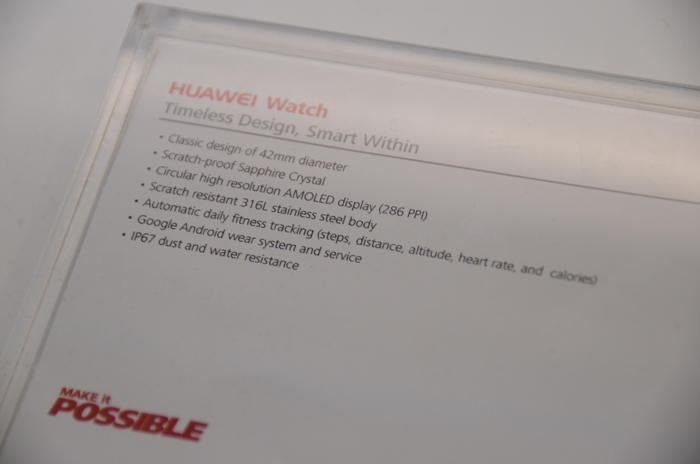 HUAWEI Watch
Timeless Design, Smart Within
• Classic design of 42mm diameter
• Scratch-proof Sapphire Crystal
• Circular high resolution AMOLED display (286 PPI)
• Scratch resistant 316L stainless steel body
• Automatic daily fitness tracking (steps, distance, altitude, heart rate, and calories)
• Google Android wear system and service
• IP67 dust and water resistance
MAKE it
POSSIBLE